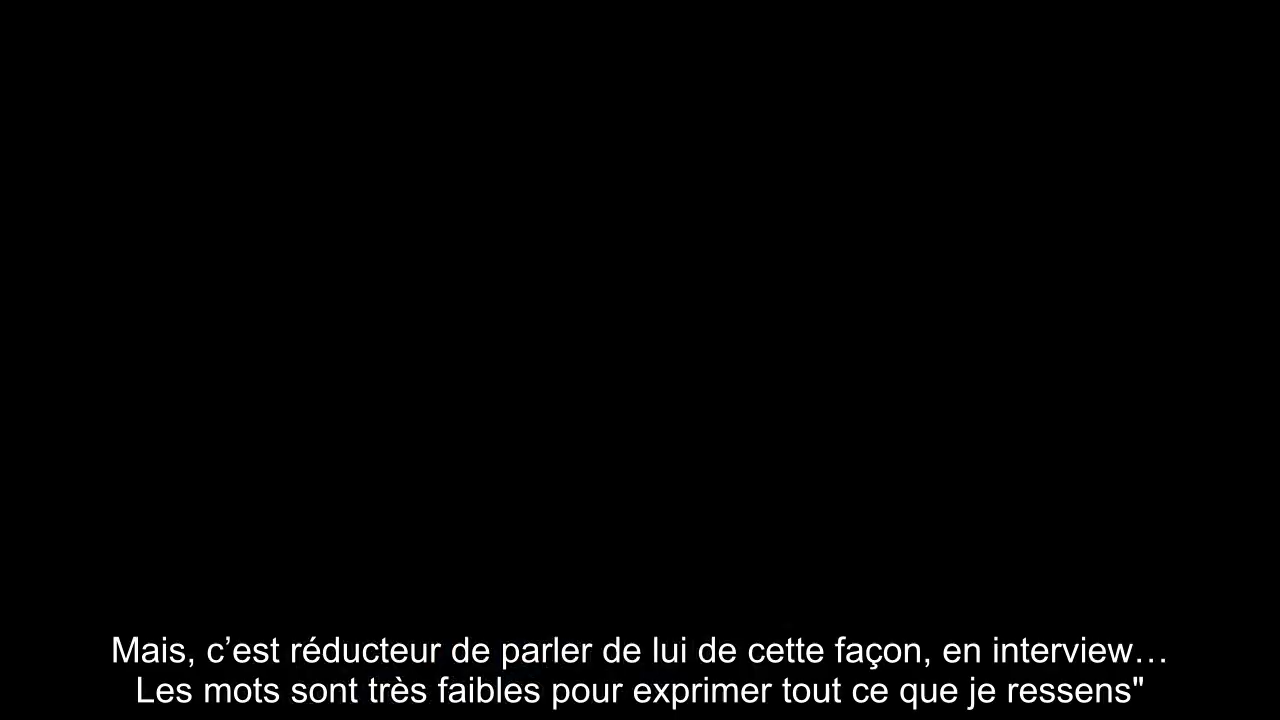 Mais, c’est réducteur de parler de lui de cette façon, en interview…
Les mots sont très faibles pour exprimer tout ce que je ressens"